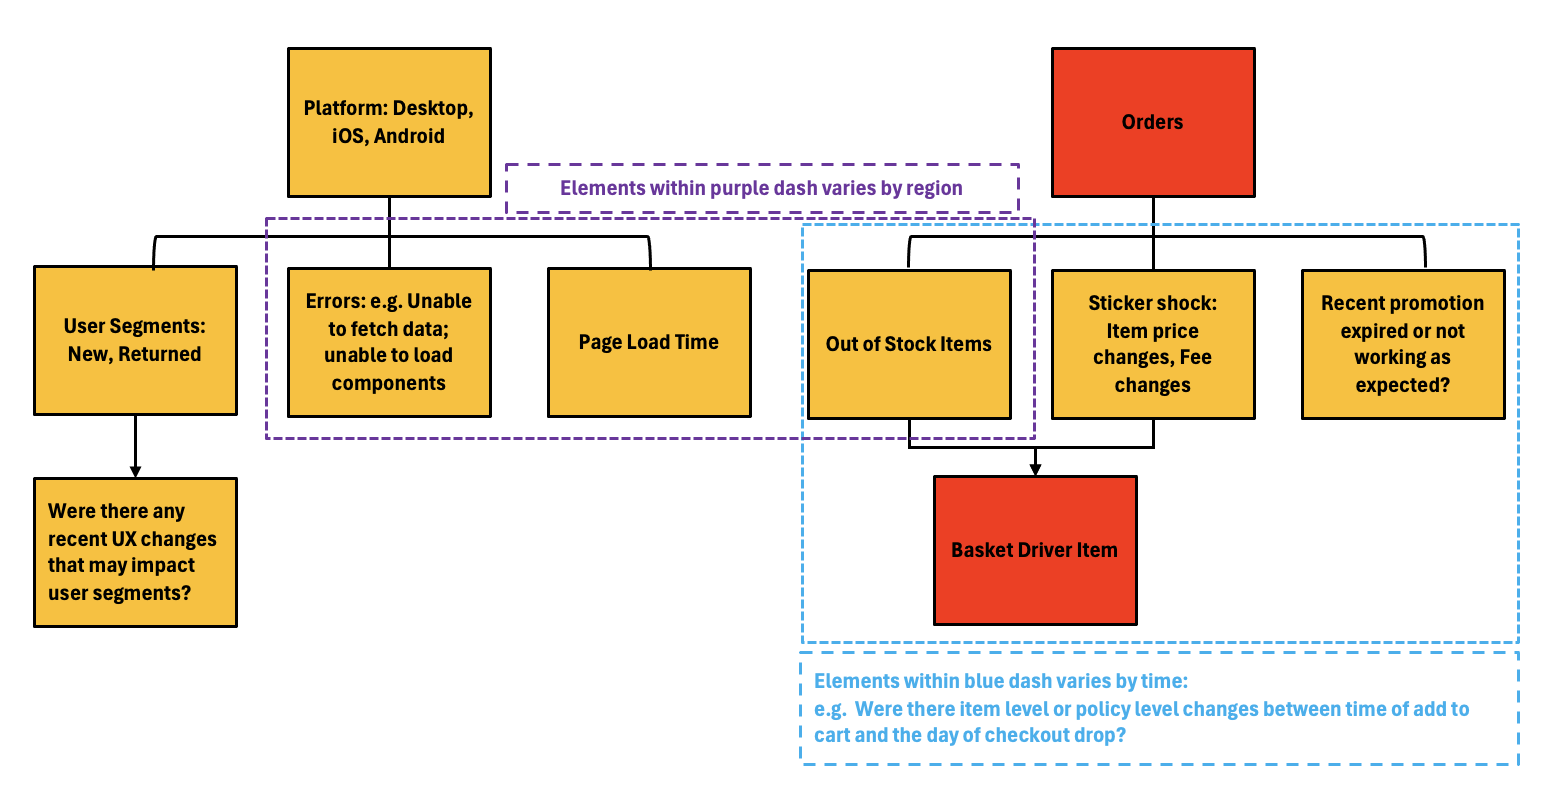 Platform: Desktop,
iOS, Android
Orders
Elements within purple dash varies by region
User Segments:
New, Returned
Errors: e.g. Unable
to fetch data;
unable to load
components
Page Load Time
Out of Stock Items
Sticker shock:
Item price
changes, Fee
changes
Recent promotion
expired or not
working as
expected?
Were there any
recent UX changes
that may impact
user segments?
Basket Driver Item
Elements within blue dash varies by time:
e.g. Were there item level or policy level changes between time of add to
cart and the day of checkout drop?